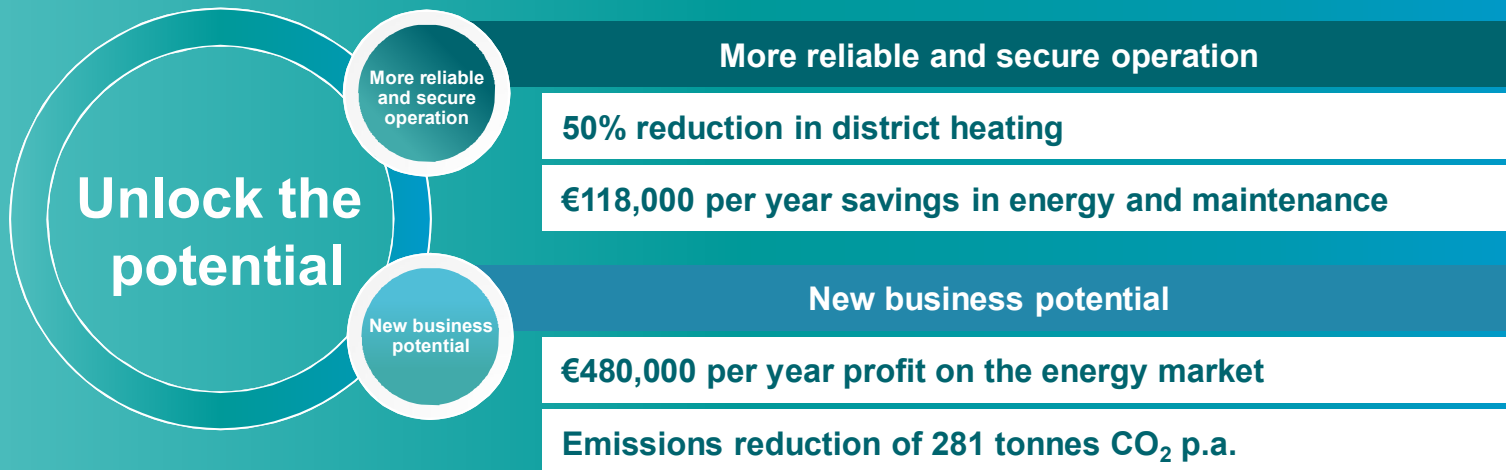 Unlock the
potential
More reliable
and secure
operation
More reliable and secure operation
50% reduction in district heating
€118,000 per year savings in energy and maintenance
New business
potential
New business potential
€480,000 per year profit on the energy market
Emissions reduction of 281 tonnes CO₂ p.a.